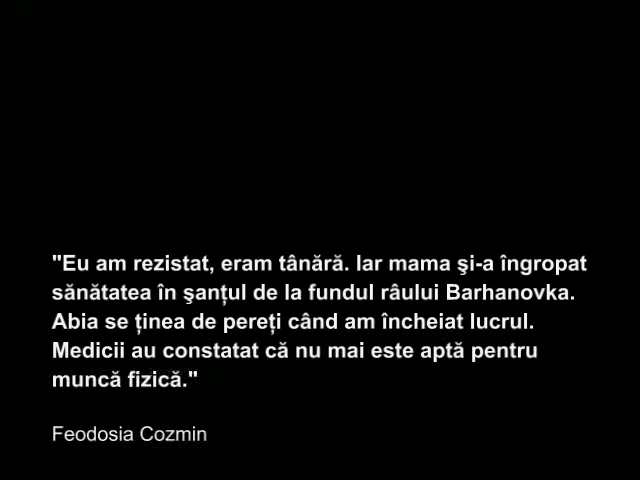 "Eu am rezistat, eram tânără. Iar mama şi-a îngropat
sănătatea în şanţul de la fundul râului Barhanovka.
Abia se ţinea de pereţi când am încheiat lucrul.
Medicii au constatat că nu mai este aptă pentru
muncă fizică."
Feodosia Cozmin